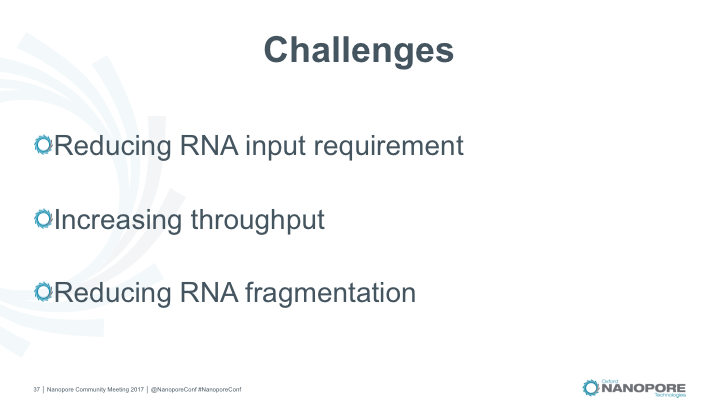 Challenges
Reducing RNA input requirement
Increasing throughput
Reducing RNA fragmentation
37 | Nanopore Community Meeting 2017 | @NanoporeConf #NanoporeConf
Oxford
NANOPORE
Technologies